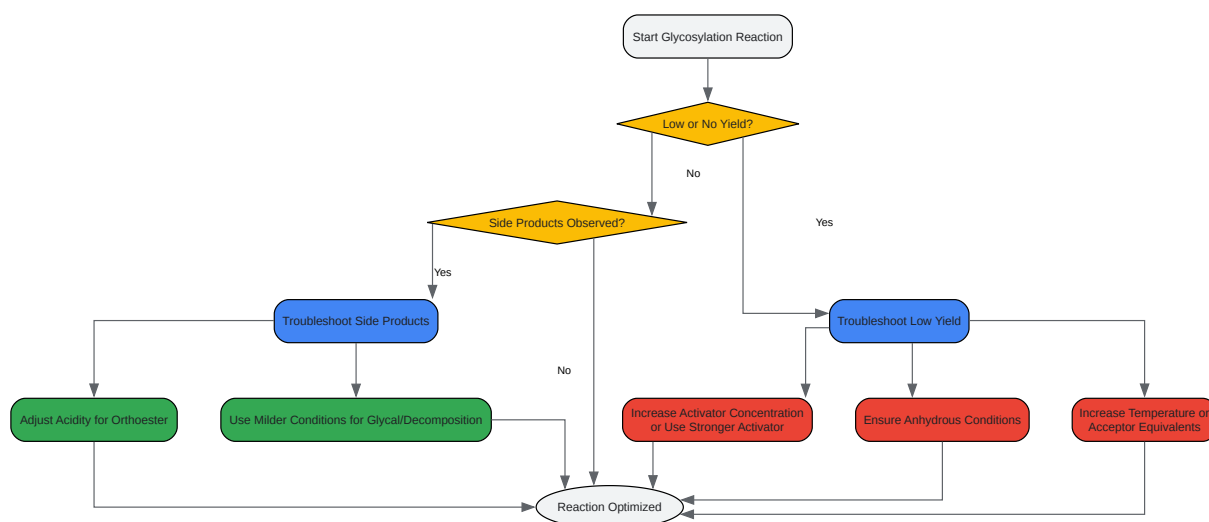 Start Glycosylation Reaction
Low or No Yield?
No
Side Products Observed?
Yes
Yes
Troubleshoot Side Products
Troubleshoot Low Yield
No
Adjust Acidity for Orthoester
Use Milder Conditions for Glycal/Decomposition
Increase Activator Concentration
or Use Stronger Activator
Ensure Anhydrous Conditions
Increase Temperature or
Acceptor Equivalents
Reaction Optimized